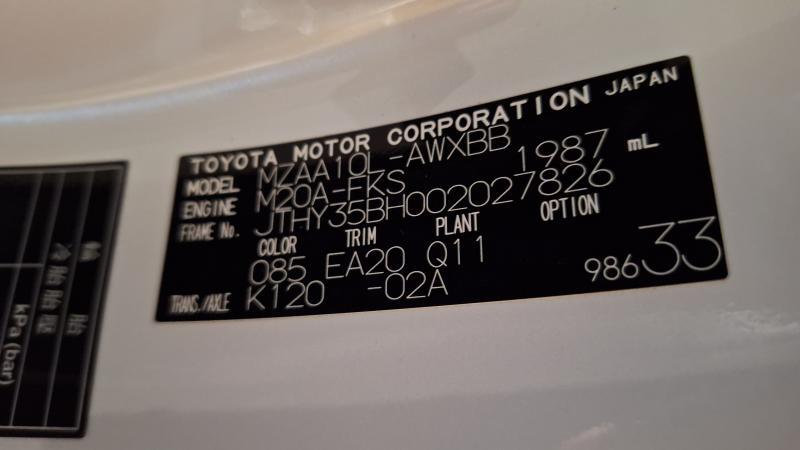 TOYOTA MOTOR CORPORATION JAPAN
MODEL MZAA10L-AWXBB
ENGINE M20A-FKS 1987 mL
FRAME No. JTHY35BH002027826
COLOR TRIM PLANT OPTION
085 EA20 Q11
TRANS./AXLE K120 -02A 98633
kPa (bar)